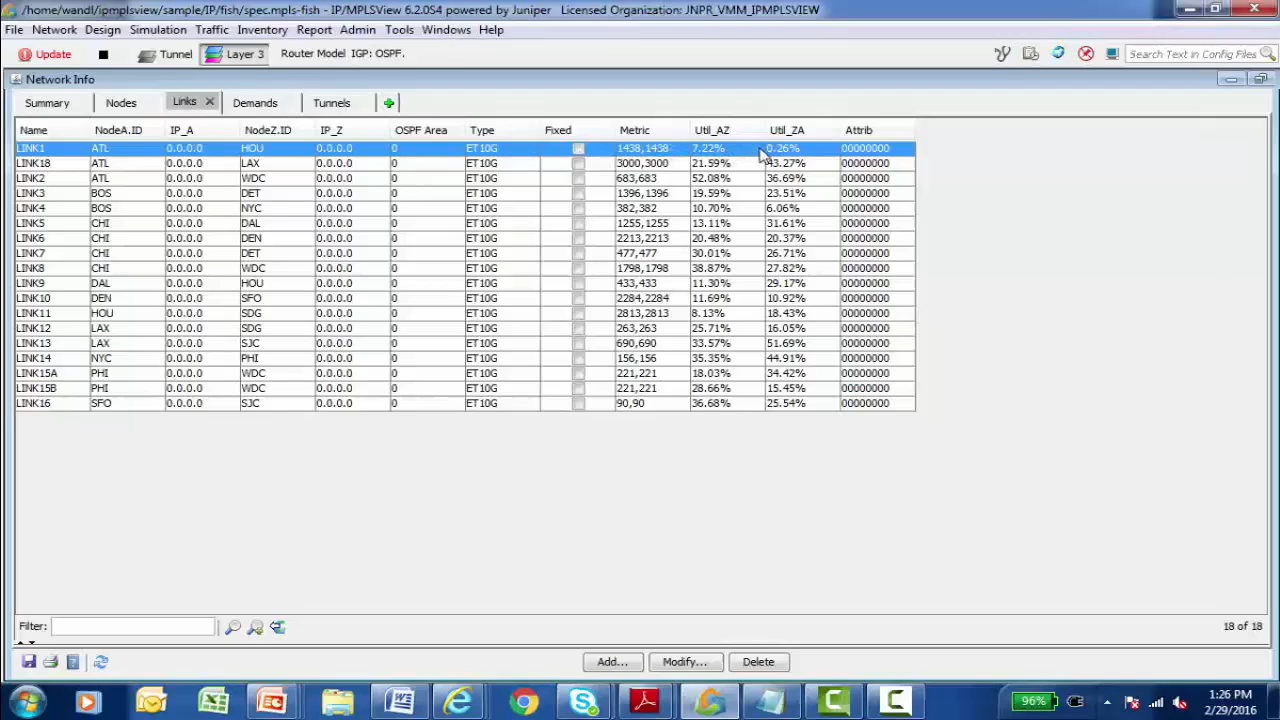 /home/wandl/ipmplsview/sample/IP/fish/spec.mpls-fish - IP/MPLSView 6.2.0S4 powered by Juniper Licensed Organization: JNPR_VMM_IPMPLSVIEW
File Network Design Simulation Traffic Inventory Report Admin Tools Windows Help
Update Tunnel Layer 3 Router Model IGP: OSPF. Search Text in Config Files
Network Info
Summary Nodes Links Demands Tunnels
Name NodeA.ID IP_A NodeZ.ID IP_Z OSPF Area Type Fixed Metric Util_AZ Util_ZA Attrib
LINK1 ATL 0.0.0.0 HOU 0.0.0.0 0 ET10G 1438,1438 7.22% 0.26% 00000000
LINK18 ATL 0.0.0.0 LAX 0.0.0.0 0 ET10G 3000,3000 21.59% 43.27% 00000000
LINK2 ATL 0.0.0.0 WDC 0.0.0.0 0 ET10G 683,683 52.08% 36.69% 00000000
LINK3 BOS 0.0.0.0 DET 0.0.0.0 0 ET10G 1396,1396 19.59% 23.51% 00000000
LINK4 BOS 0.0.0.0 NYC 0.0.0.0 0 ET10G 382,382 10.70% 6.06% 00000000
LINK5 CHI 0.0.0.0 DAL 0.0.0.0 0 ET10G 1255,1255 13.11% 31.61% 00000000
LINK6 CHI 0.0.0.0 DEN 0.0.0.0 0 ET10G 2213,2213 20.48% 20.37% 00000000
LINK7 CHI 0.0.0.0 DET 0.0.0.0 0 ET10G 477,477 30.01% 26.71% 00000000
LINK8 CHI 0.0.0.0 WDC 0.0.0.0 0 ET10G 1798,1798 38.87% 27.82% 00000000
LINK9 DAL 0.0.0.0 HOU 0.0.0.0 0 ET10G 433,433 11.30% 29.17% 00000000
LINK10 DEN 0.0.0.0 SFO 0.0.0.0 0 ET10G 2284,2284 11.69% 10.92% 00000000
LINK11 HOU 0.0.0.0 SDG 0.0.0.0 0 ET10G 2813,2813 8.13% 18.43% 00000000
LINK12 LAX 0.0.0.0 SDG 0.0.0.0 0 ET10G 263,263 25.71% 16.05% 00000000
LINK13 LAX 0.0.0.0 SJC 0.0.0.0 0 ET10G 690,690 33.57% 51.69% 00000000
LINK14 NYC 0.0.0.0 PHI 0.0.0.0 0 ET10G 156,156 35.35% 44.91% 00000000
LINK15A PHI 0.0.0.0 WDC 0.0.0.0 0 ET10G 221,221 18.03% 34.42% 00000000
LINK15B PHI 0.0.0.0 WDC 0.0.0.0 0 ET10G 221,221 28.66% 15.45% 00000000
LINK16 SFO 0.0.0.0 SJC 0.0.0.0 0 ET10G 90,90 36.68% 25.54% 00000000
Filter: 18 of 18
Add... Modify... Delete
96% 1:26 PM
2/29/2016